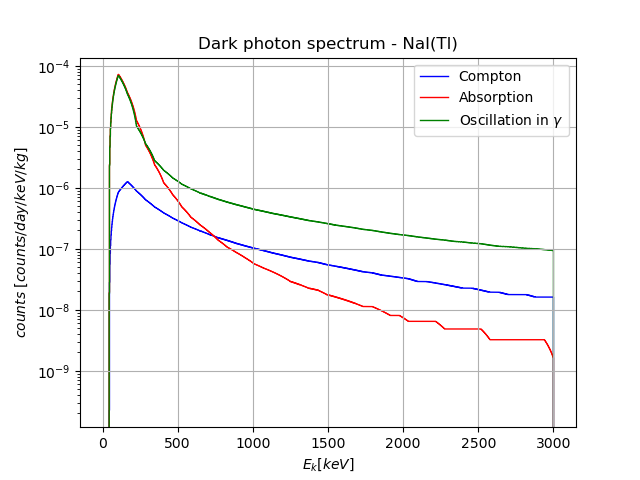 Dark photon spectrum - NaI(Tl)
Compton
Absorption
Oscillation in γ
counts [counts/day/keV/kg]
10⁻⁴
10⁻⁵
10⁻⁶
10⁻⁷
10⁻⁸
10⁻⁹
0 500 1000 1500 2000 2500 3000
E_k[keV]